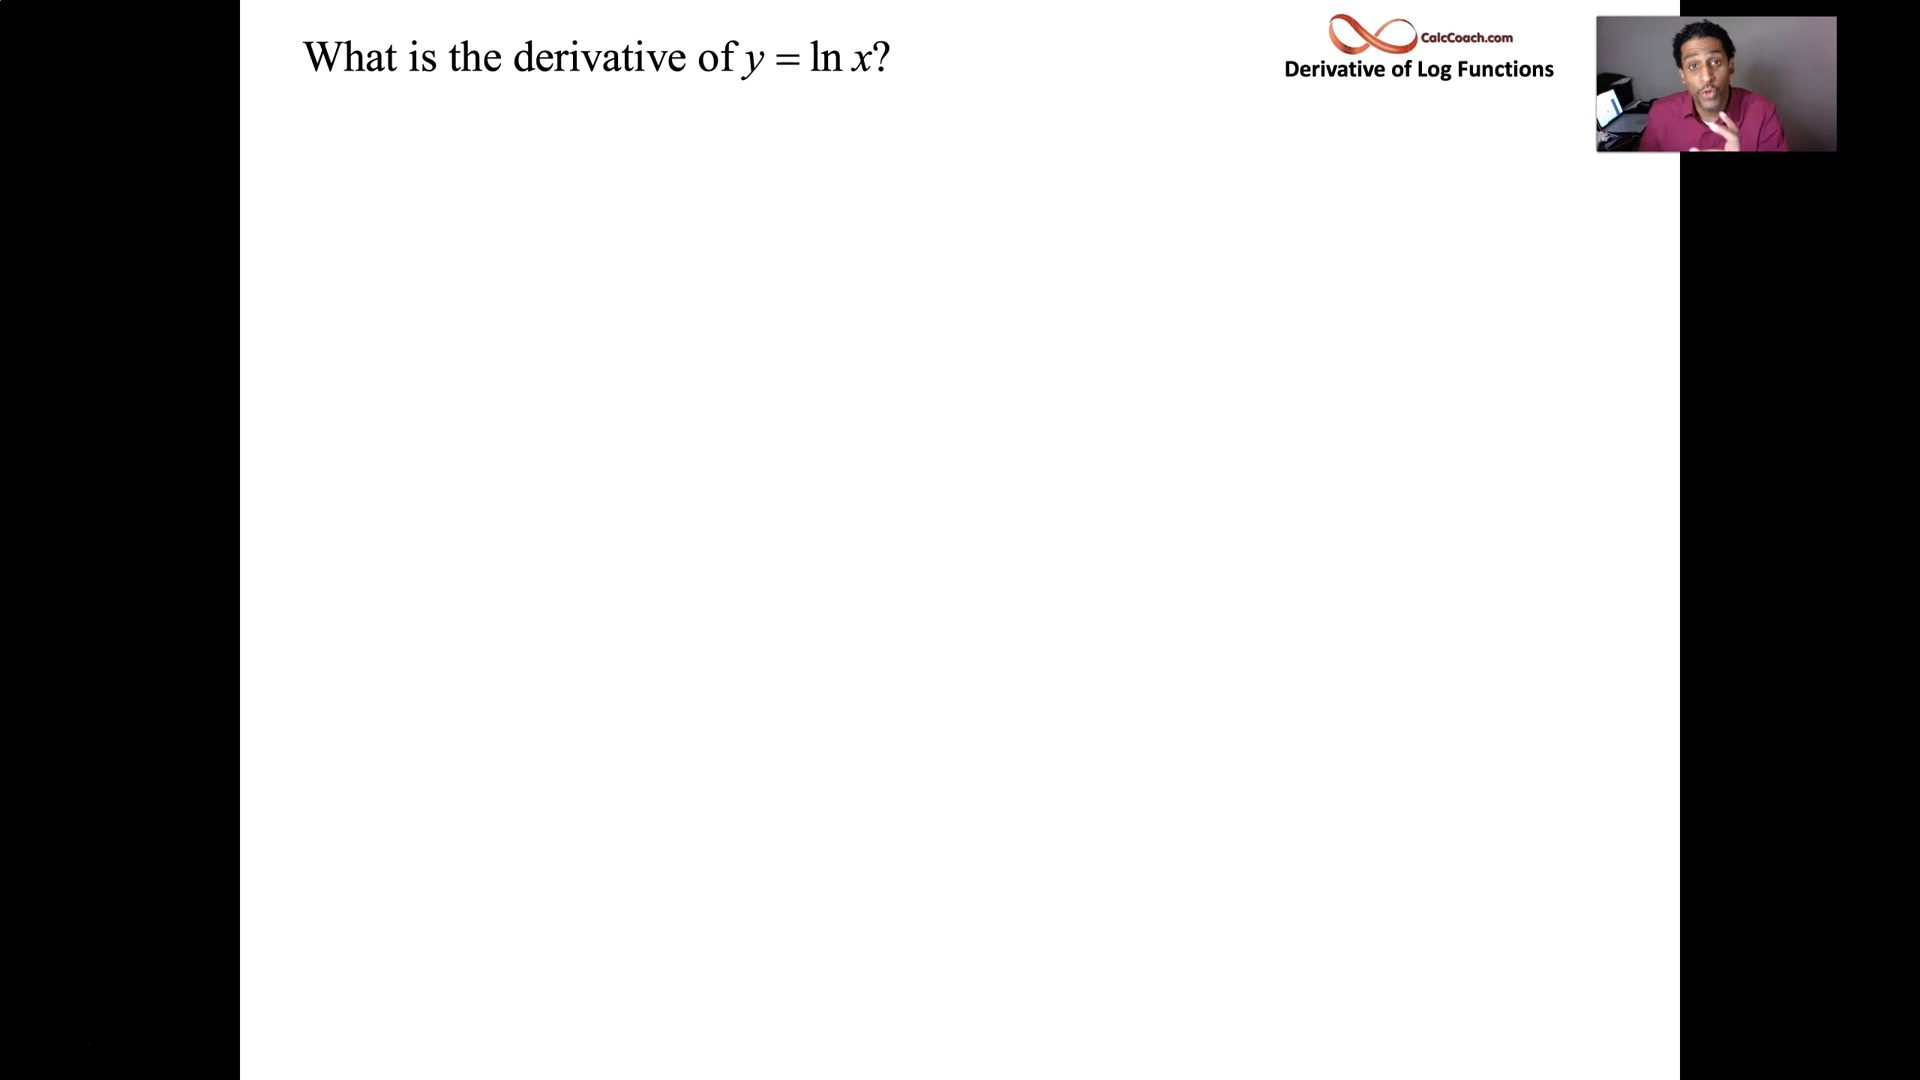 What is the derivative of y = ln x?
CalcCoach.com
Derivative of Log Functions